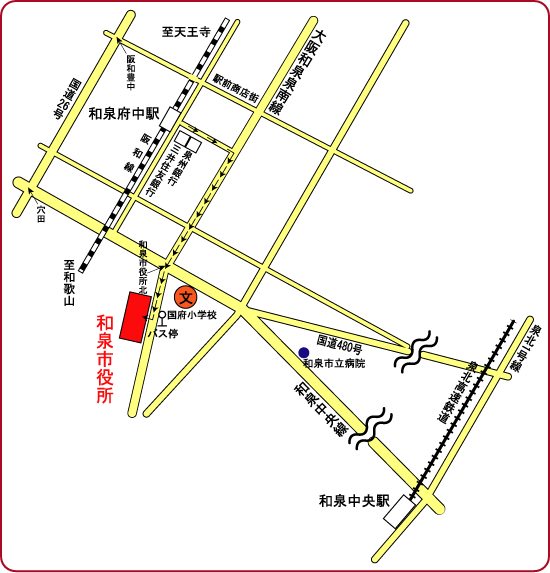 至天王寺
大阪和泉泉南線
阪和豊中
国道26号
駅前商店街
和泉府中駅
阪和線
泉州銀行
三井住友銀行
穴田
和泉市役所北
至和歌山
文
国府小学校
バス停
和泉市役所
国道480号
和泉市立病院
泉北1号線
泉北高速鉄道
和泉中央線
和泉中央駅